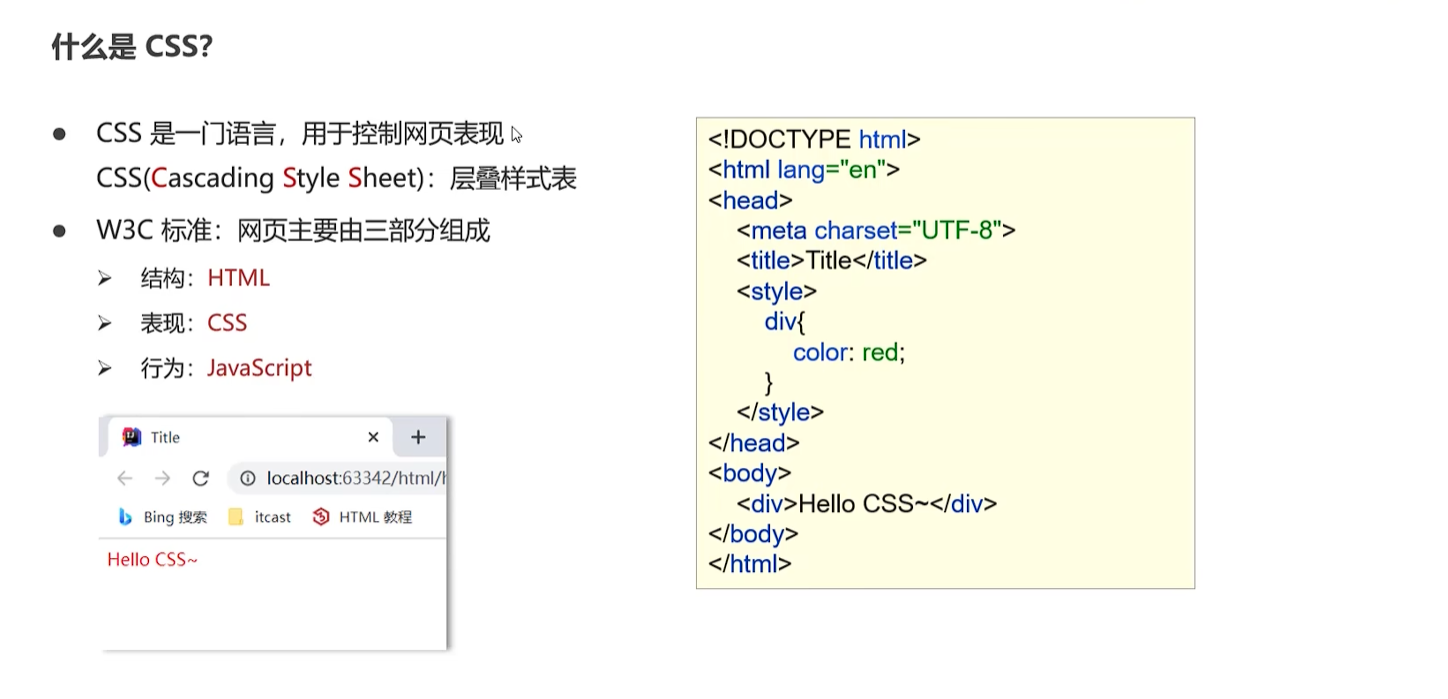 什么是 CSS?
● CSS 是一门语言，用于控制网页表现
CSS(Cascading Style Sheet)：层叠样式表
● W3C 标准：网页主要由三部分组成
➢ 结构：HTML
➢ 表现：CSS
➢ 行为：JavaScript
Title × +
localhost:63342/html/
Bing 搜索 itcast HTML 教程
Hello CSS~
<!DOCTYPE html>
<html lang="en">
<head>
    <meta charset="UTF-8">
    <title>Title</title>
    <style>
        div{
            color: red;
        }
    </style>
</head>
<body>
    <div>Hello CSS~</div>
</body>
</html>